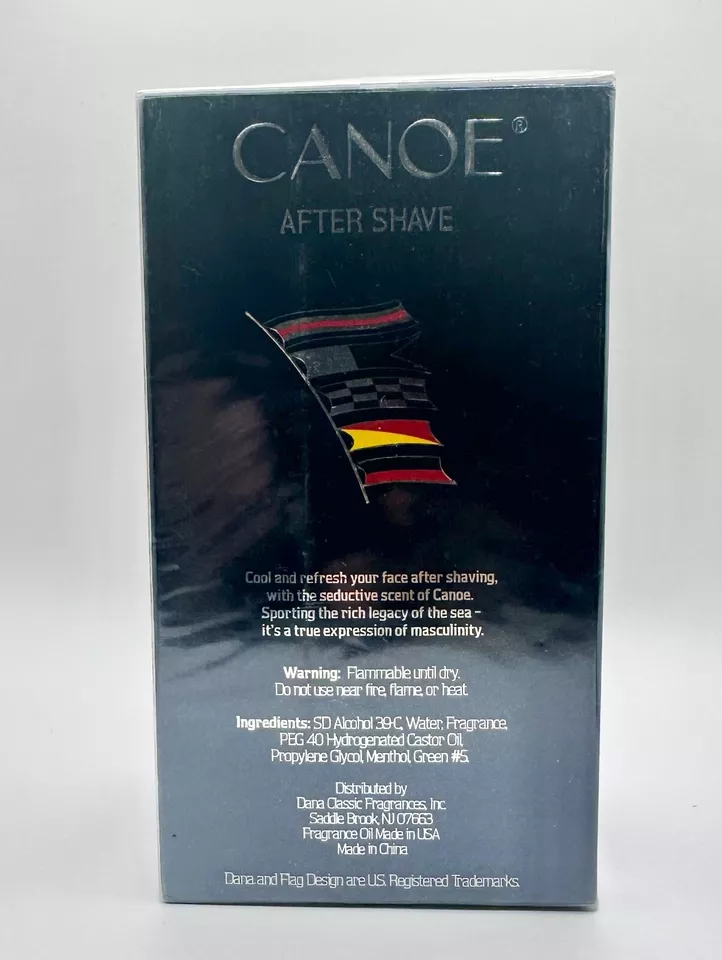 CANOE®
AFTER SHAVE
Cool and refresh your face after shaving,
with the seductive scent of Canoe.
Sporting the rich legacy of the sea –
it's a true expression of masculinity.
Warning: Flammable until dry.
Do not use near fire, flame, or heat.
Ingredients: SD Alcohol 39-C, Water, Fragrance,
PEG 40 Hydrogenated Castor Oil,
Propylene Glycol, Menthol, Green #5.
Distributed by
Dana Classic Fragrances, Inc.
Saddle Brook, NJ 07663
Fragrance Oil Made in USA
Made in China
Dana and Flag Design are U.S. Registered Trademarks.